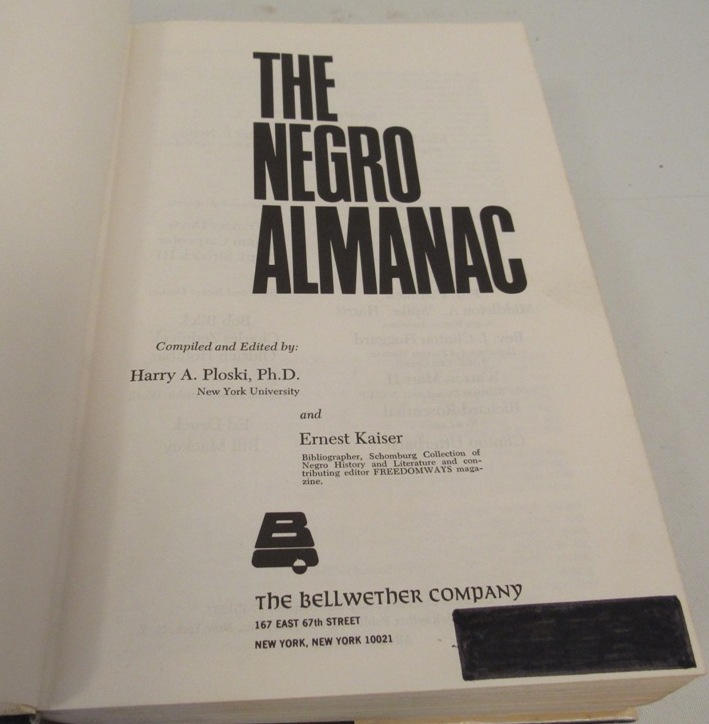 THE
NEGRO
ALMANAC
Compiled and Edited by:
Harry A. Ploski, Ph.D.
New York University
and
Ernest Kaiser
Bibliographer, Schomburg Collection of
Negro History and Literature and con-
tributing editor FREEDOMWAYS maga-
zine.
B
THE BELLWETHER COMPANY
167 EAST 67th STREET
NEW YORK, NEW YORK 10021